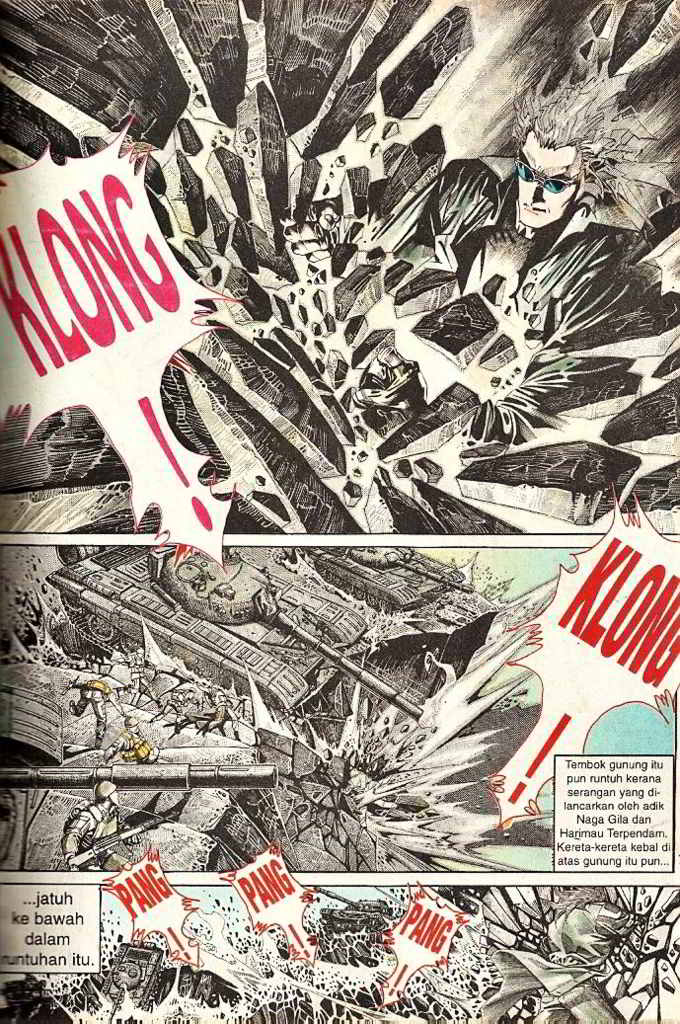 KLONG
!
KLONG
!
Tembok gunung itu
pun runtuh kerana
serangan yang di-
lancarkan oleh adik
Naga Gila dan
Harimau Terpendam.
Kereta-kereta kebal di
atas gunung itu pun...
...jatuh
ke bawah
dalam
runtuhan itu.
PANG
!
PANG
!
PANG
!